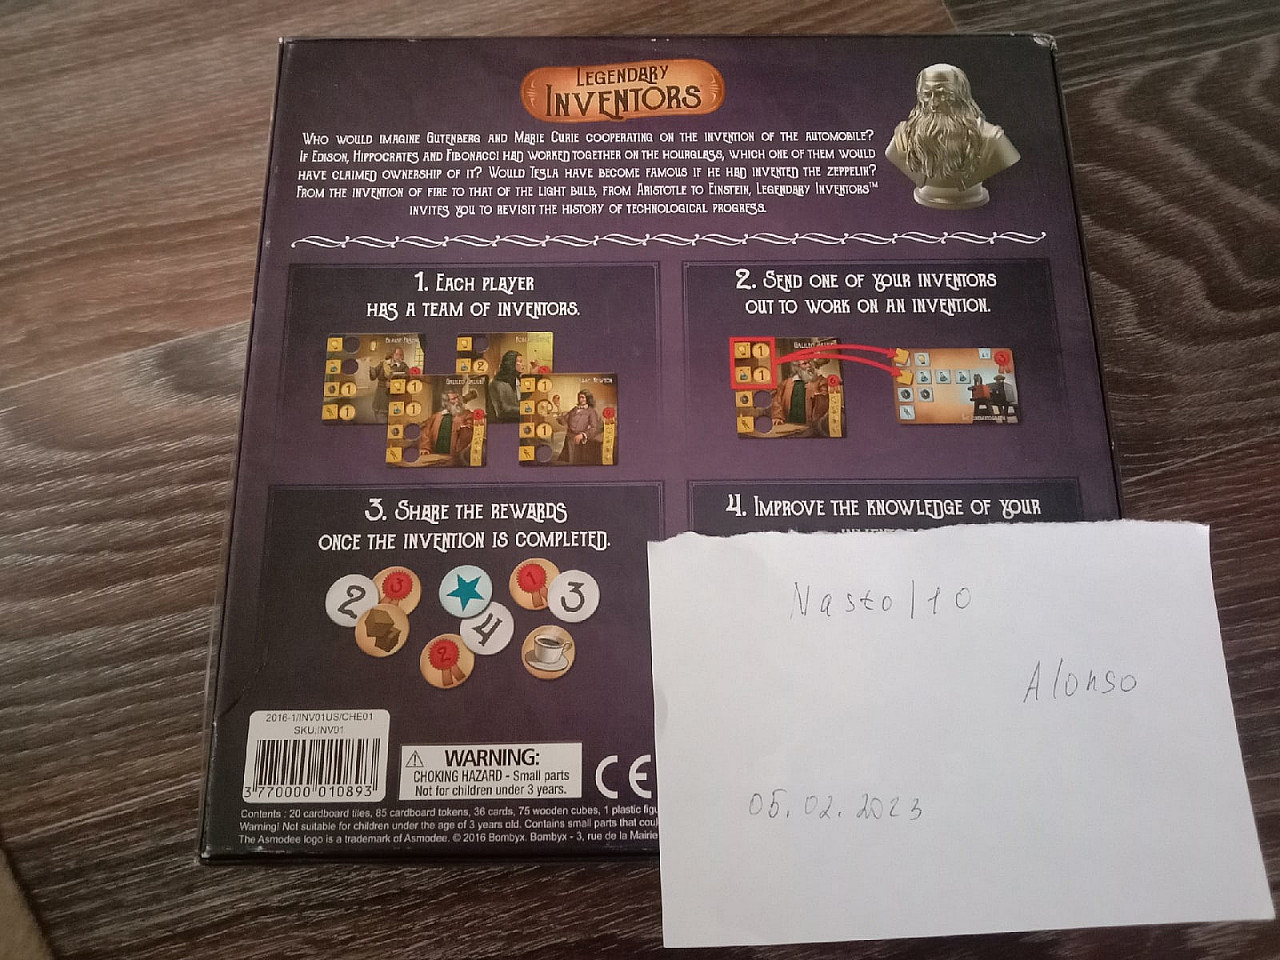 LEGENDARY
INVENTORS
WHO WOULD IMAGINE GUTENBERG AND MARIE CURIE COOPERATING ON THE INVENTION OF THE AUTOMOBILE?
IF EDISON, HIPPOCRATES AND FIBONACCI HAD WORKED TOGETHER ON THE HOURGLASS, WHICH ONE OF THEM WOULD
HAVE CLAIMED OWNERSHIP OF IT? WOULD TESLA HAVE BECOME FAMOUS IF HE HAD INVENTED THE ZEPPELIN?
FROM THE INVENTION OF FIRE TO THAT OF THE LIGHT BULB, FROM ARISTOTLE TO EINSTEIN, LEGENDARY INVENTORS™
INVITES YOU TO REVISIT THE HISTORY OF TECHNOLOGICAL PROGRESS.
1. EACH PLAYER
HAS A TEAM OF INVENTORS.
2. SEND ONE OF YOUR INVENTORS
OUT TO WORK ON AN INVENTION.
3. SHARE THE REWARDS
ONCE THE INVENTION IS COMPLETED.
2 3 1 3
4
2
4. IMPROVE THE KNOWLEDGE OF YOUR
2016-1/INV01US/CHE01
SKU:INV01
3 770000 010893
WARNING:
CHOKING HAZARD - Small parts
Not for children under 3 years.
CE
Contents : 20 cardboard tiles, 85 cardboard tokens, 36 cards, 75 wooden cubes, 1 plastic
Warning! Not suitable for children under the age of 3 years old. Contains small parts that
The Asmodee logo is a trademark of Asmodee. © 2016 Bombyx. Bombyx - 3, rue de la Mairie
Nastol10
Alonso
05.02.2023